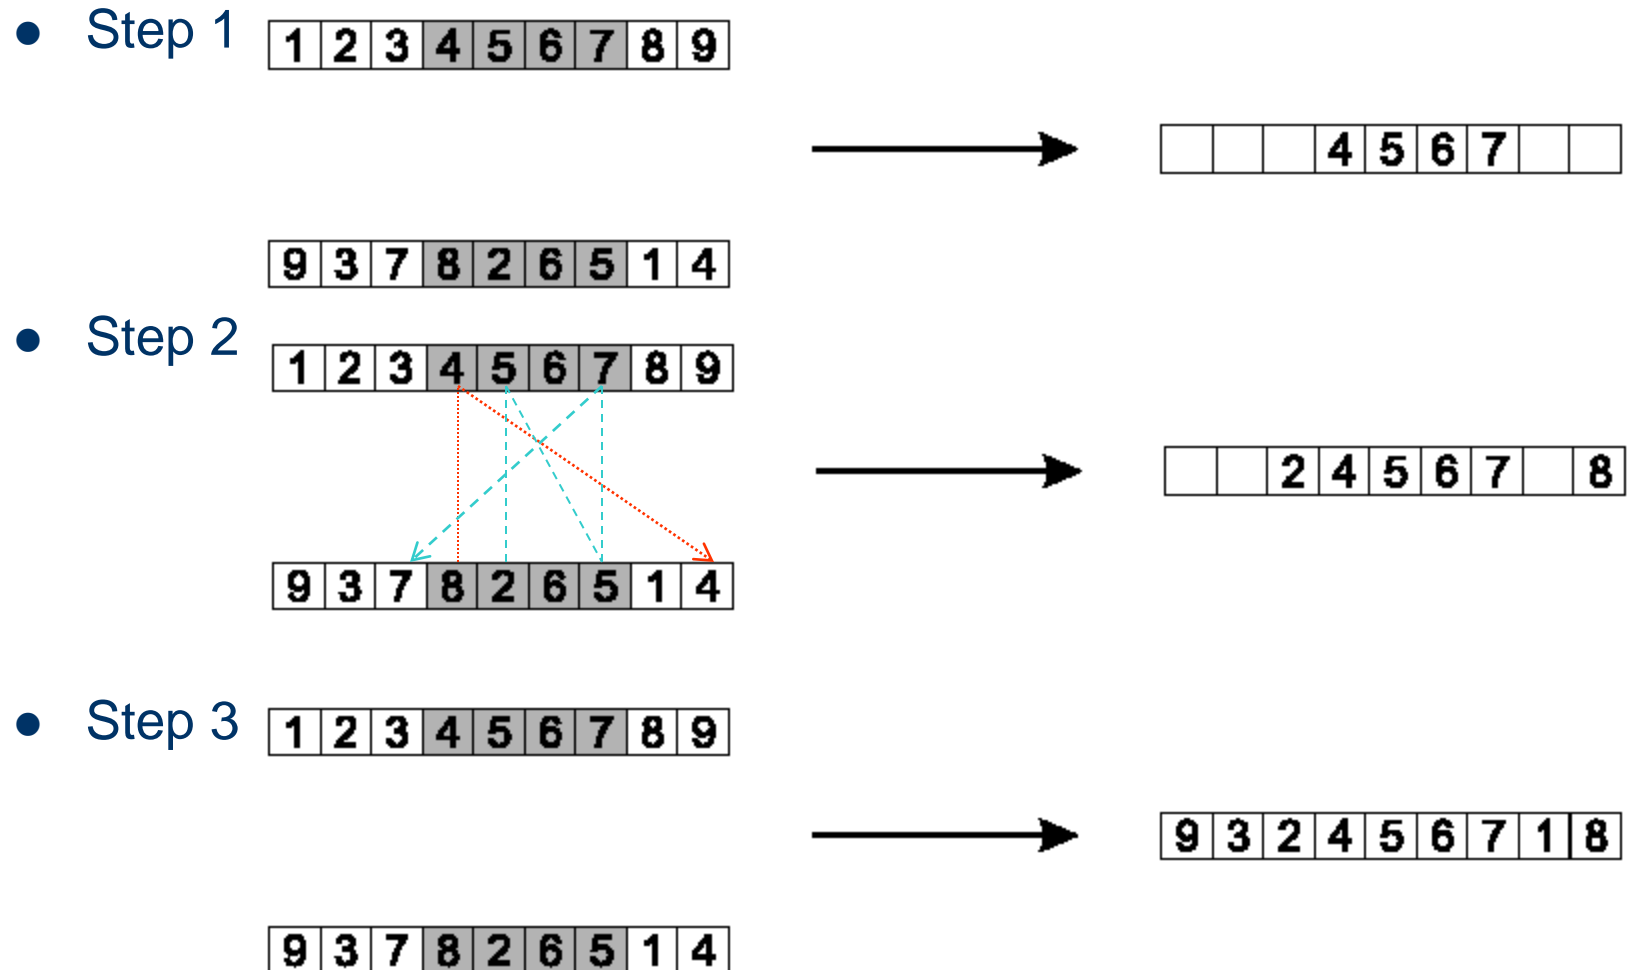 ● Step 1 1 2 3 4 5 6 7 8 9
4 5 6 7
9 3 7 8 2 6 5 1 4
● Step 2 1 2 3 4 5 6 7 8 9
2 4 5 6 7 8
9 3 7 8 2 6 5 1 4
● Step 3 1 2 3 4 5 6 7 8 9
9 3 2 4 5 6 7 1 8
9 3 7 8 2 6 5 1 4